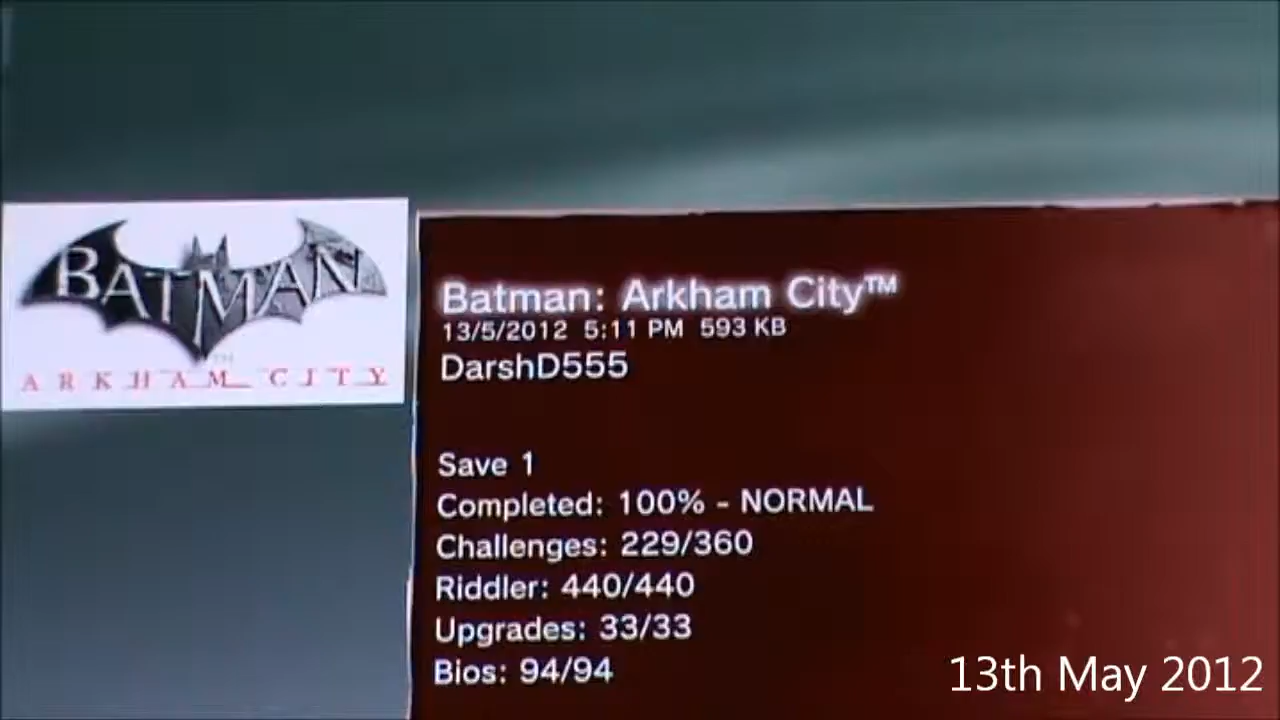 BATMAN
ARKHAM CITY
Batman: Arkham City™
13/5/2012 5:11 PM 593 KB
DarshD555
Save 1
Completed: 100% - NORMAL
Challenges: 229/360
Riddler: 440/440
Upgrades: 33/33
Bios: 94/94
13th May 2012